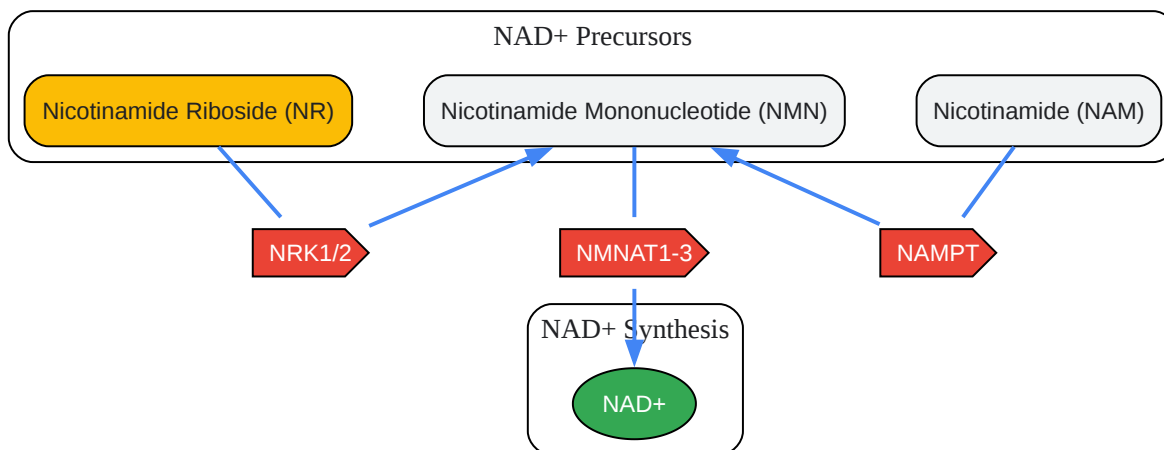 NAD+ Precursors
Nicotinamide Riboside (NR)
Nicotinamide Mononucleotide (NMN)
Nicotinamide (NAM)
NRK1/2
NMNAT1-3
NAMPT
NAD+ Synthesis
NAD+